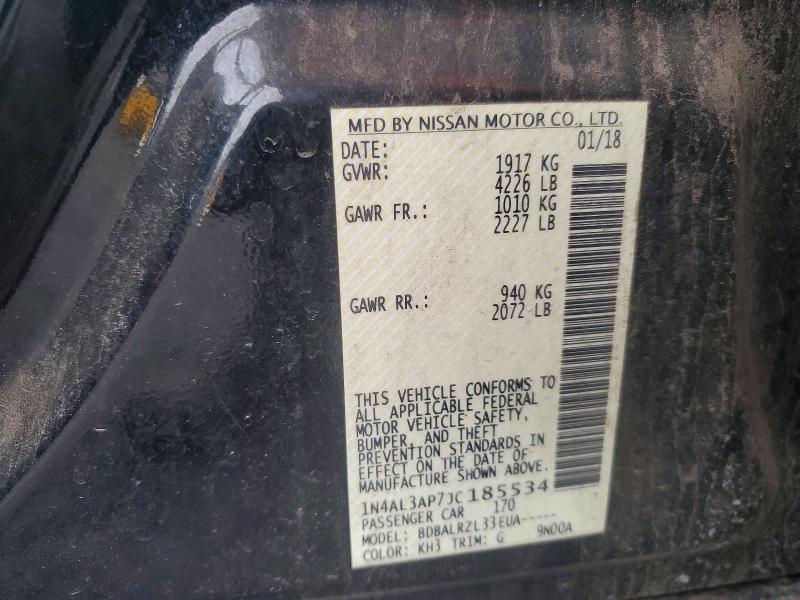 MFD BY NISSAN MOTOR CO., LTD.
DATE: 01/18
GVWR: 1917 KG
4226 LB
GAWR FR.: 1010 KG
2227 LB
GAWR RR.: 940 KG
2072 LB
THIS VEHICLE CONFORMS TO
ALL APPLICABLE FEDERAL
MOTOR VEHICLE SAFETY,
BUMPER, AND THEFT
PREVENTION STANDARDS IN
EFFECT ON THE DATE OF
MANUFACTURE SHOWN ABOVE.
1N4AL3AP7JC185534
PASSENGER CAR 170
MODEL: BDBALRZL33EUA-----
COLOR: KH3 TRIM: G 9N00A